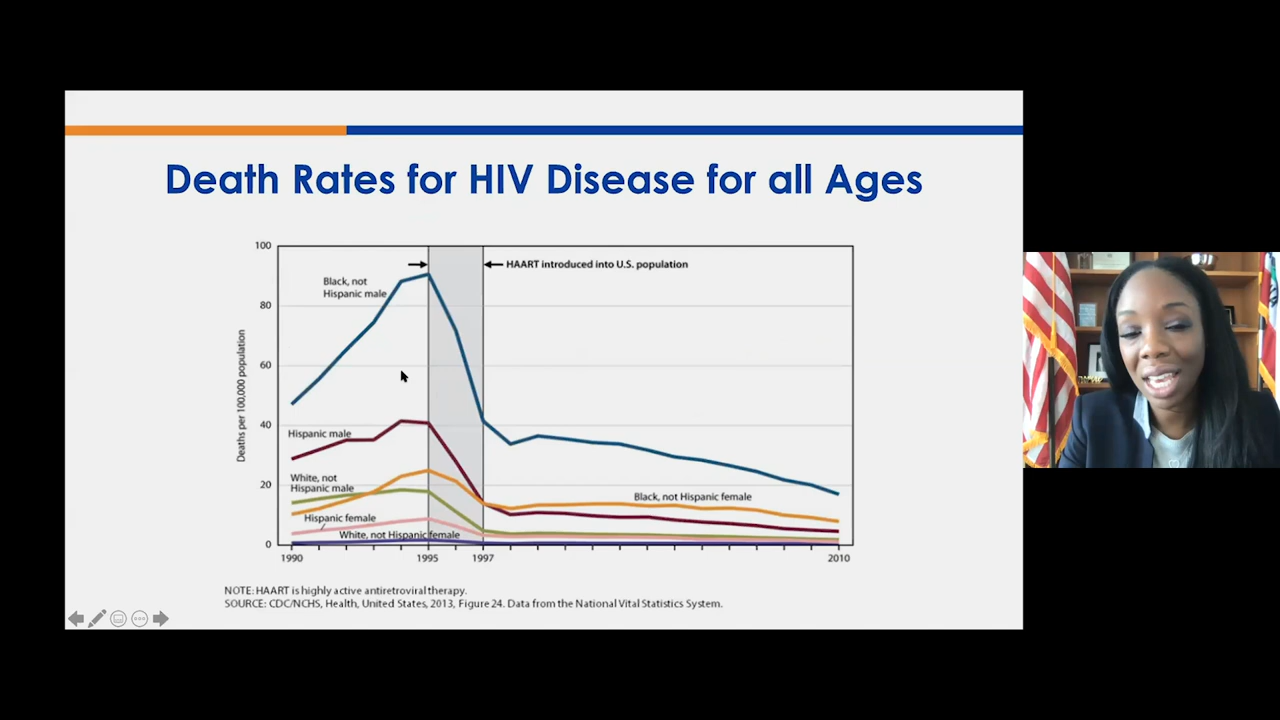 Death Rates for HIV Disease for all Ages
100
80
60
40
20
0
Deaths per 100,000 population
Black, not
Hispanic male
HAART introduced into U.S. population
Hispanic male
White, not
Hispanic male
Hispanic female
White, not Hispanic female
Black, not Hispanic female
1990
1995
1997
2010
NOTE: HAART is highly active antiretroviral therapy.
SOURCE: CDC/NCHS, Health, United States, 2013, Figure 24. Data from the National Vital Statistics System.